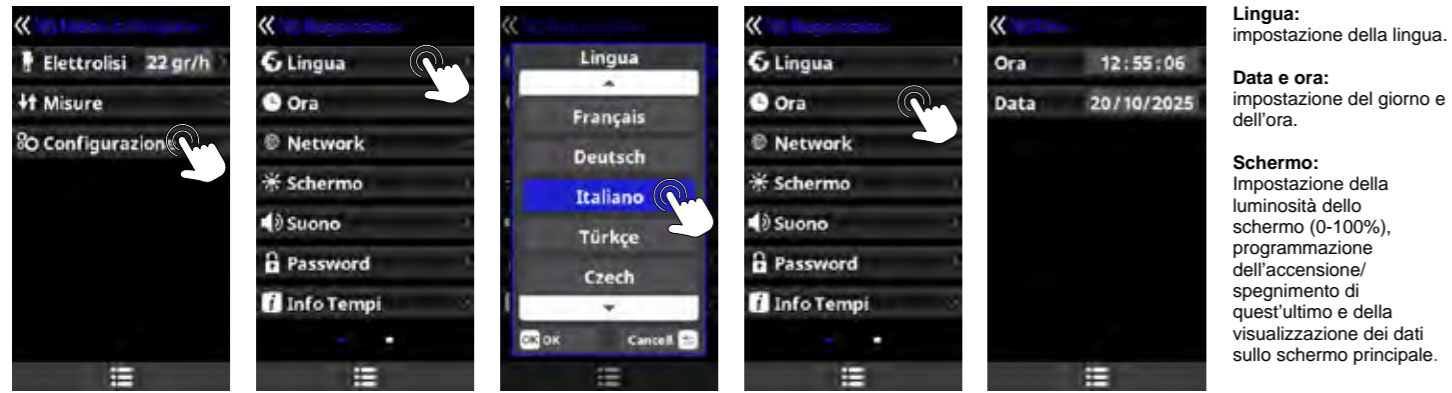 Elettrolisi 22 gr/h
Misure
Configurazion
Lingua
Ora
Network
Schermo
Suono
Password
Info Tempi
Lingua
Français
Deutsch
Italiano
Türkçe
Czech
OK OK Cancell
Lingua
Ora
Network
Schermo
Suono
Password
Info Tempi
Ora 12:55:06
Data 20/10/2025
Lingua:
impostazione della lingua.
Data e ora:
impostazione del giorno e
dell'ora.
Schermo:
Impostazione della
luminosità dello
schermo (0-100%),
programmazione
dell'accensione/
spegnimento di
quest'ultimo e della
visualizzazione dei dati
sullo schermo principale.